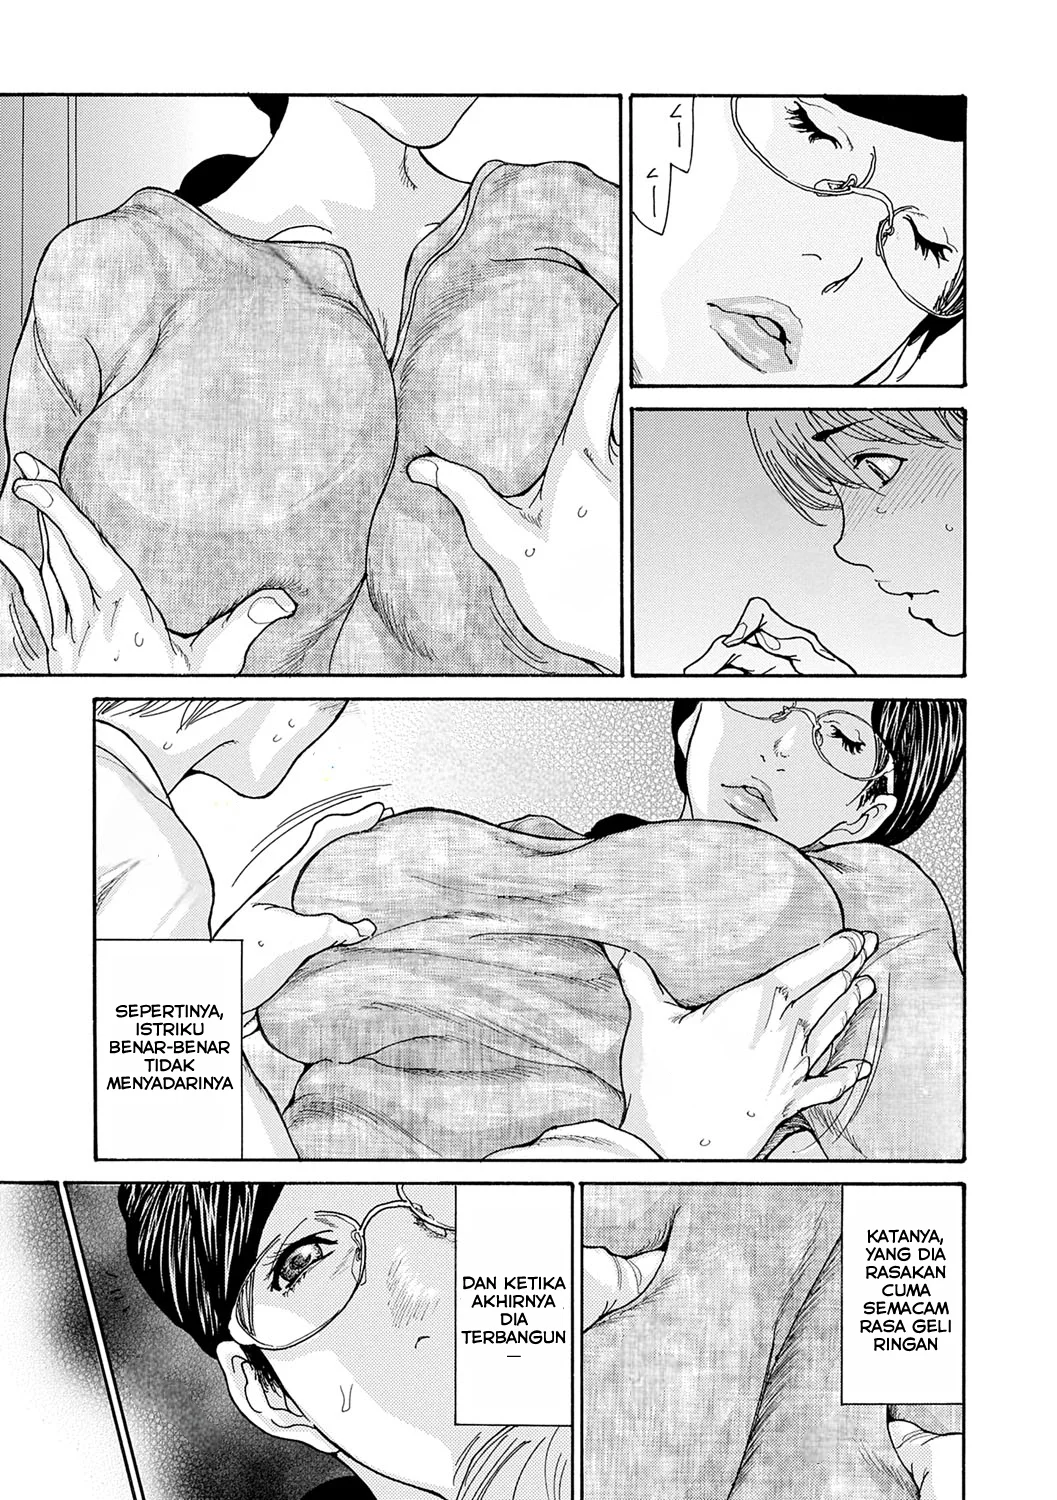 SEPERTINYA,
ISTRIKU
BENAR-BENAR
TIDAK
MENYADARINYA
KATANYA,
YANG DIA
RASAKAN
CUMA
SEMACAM
RASA GELI
RINGAN
DAN KETIKA
AKHIRNYA
DIA
TERBANGUN
—